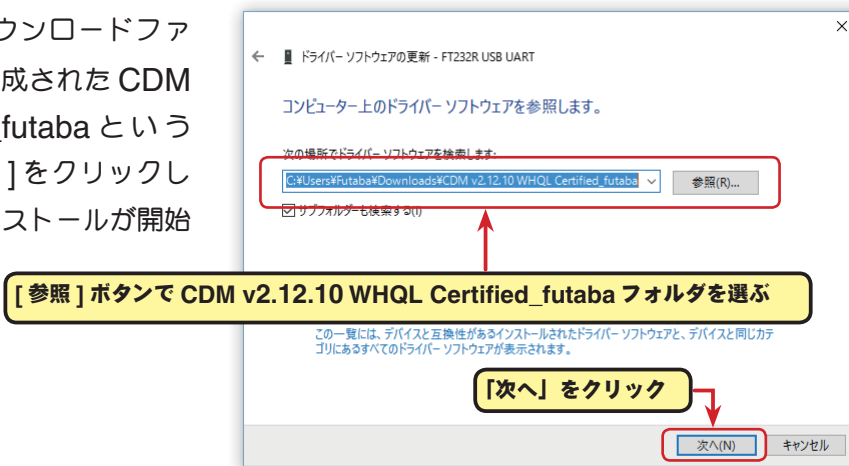 ウンロードファ
成された CDM
_futaba という
] をクリックし
ストールが開始
ドライバー ソフトウェアの更新 - FT232R USB UART
コンピューター上のドライバー ソフトウェアを参照します。
次の場所でドライバー ソフトウェアを検索します:
C:¥Users¥Futaba¥Downloads¥CDM v2.12.10 WHQL Certified_futaba
参照(R)...
サブフォルダーも検索する(I)
[ 参照 ] ボタンで CDM v2.12.10 WHQL Certified_futaba フォルダを選ぶ
この一覧には、デバイスと互換性があるインストールされたドライバー ソフトウェアと、デバイスと同じカテ
ゴリにあるすべてのドライバー ソフトウェアが表示されます。
「次へ」をクリック
次へ(N)
キャンセル